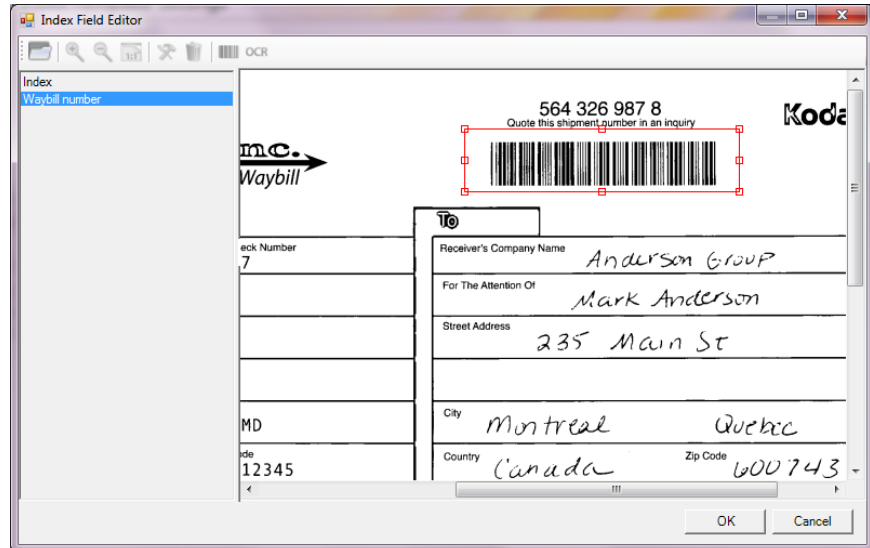 Index Field Editor
1:1 OCR
Index
Waybill number
564 326 987 8
Quote this shipment number in an inquiry
Koda
nc.
Waybill
To
eck Number
7
Receiver's Company Name Anderson Group
For The Attention Of Mark Anderson
Street Address 235 Main St
MD
City Montreal Quebec
de
12345
Country Canada Zip Code 600743
OK Cancel